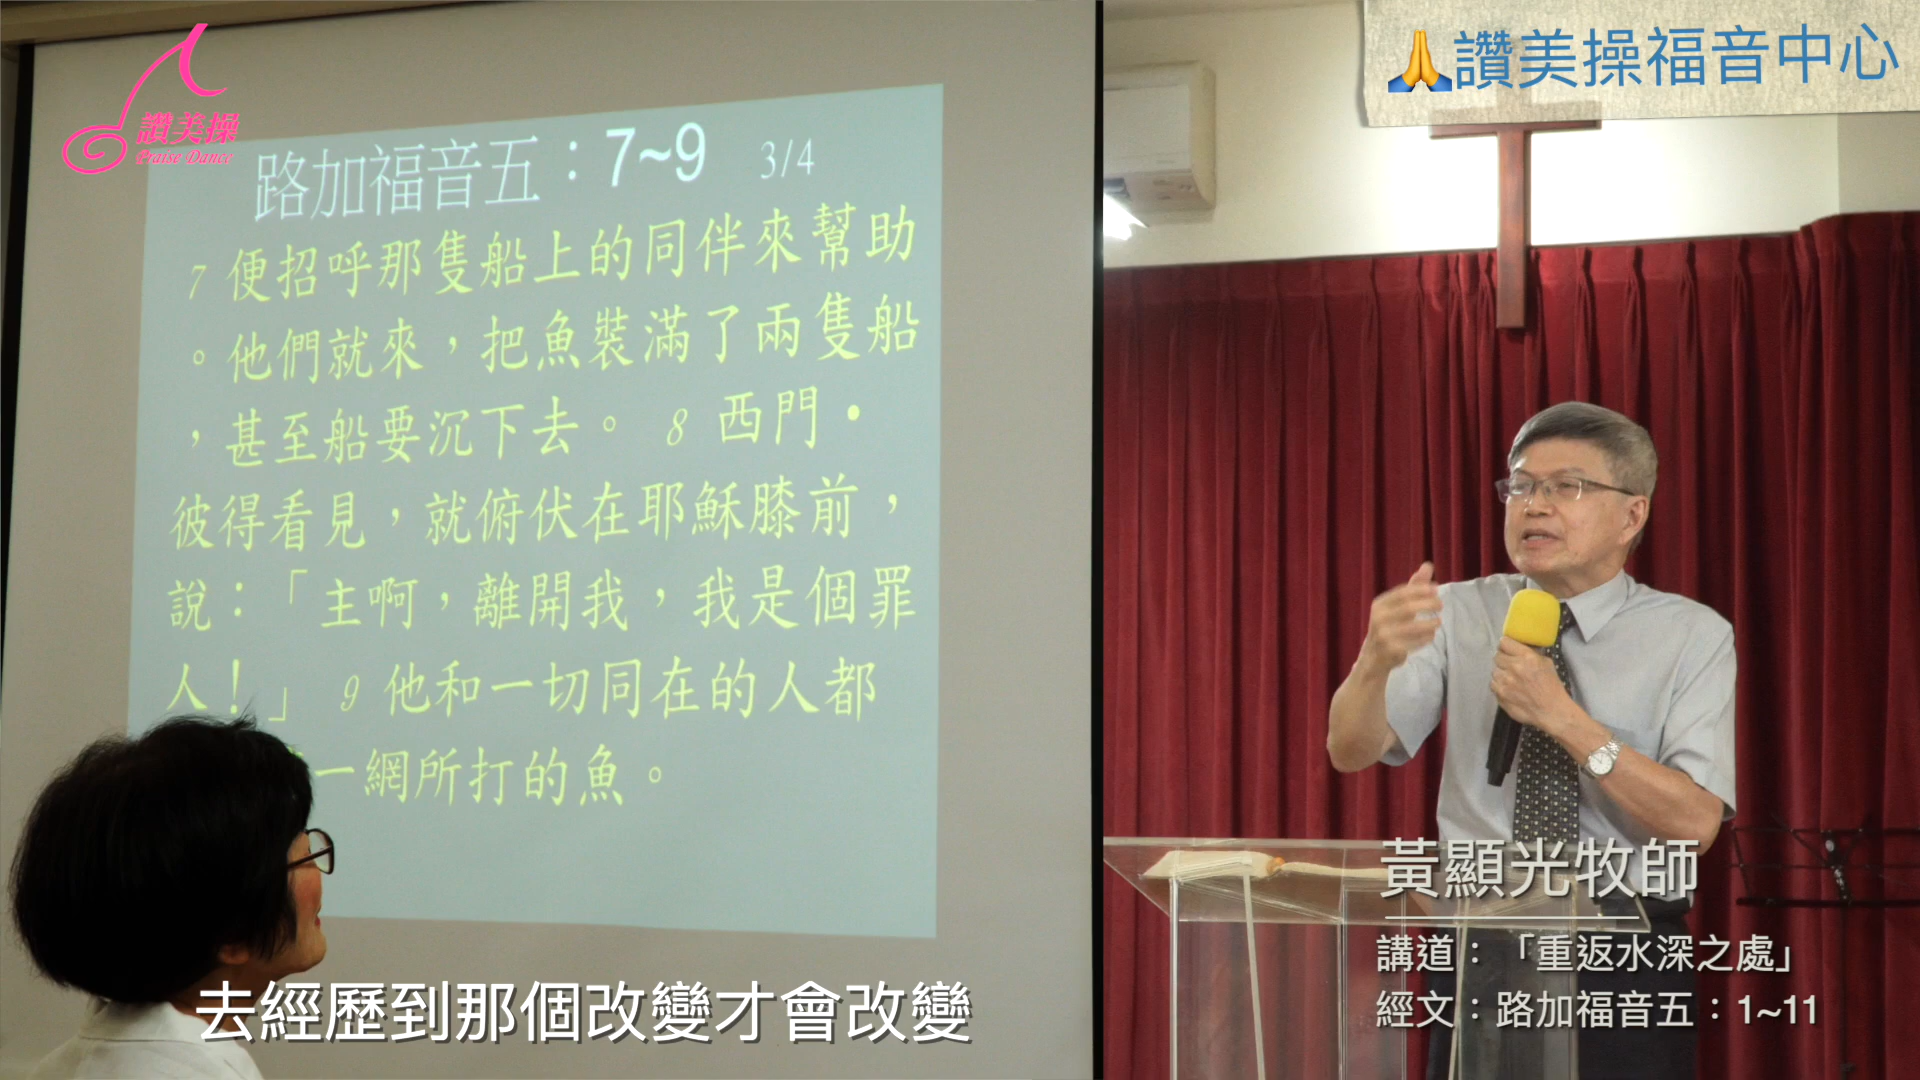 讚美操
Praise Dance
🙏讚美操福音中心
路加福音五：7~9 3/4
7 便招呼那隻船上的同伴來幫助
。他們就來，把魚裝滿了兩隻船
，甚至船要沉下去。 8 西門•
彼得看見，就俯伏在耶穌膝前，
說：「主啊，離開我，我是個罪
人！」 9 他和一切同在的人都
一網所打的魚。
黃顯光牧師
講道：「重返水深之處」
經文：路加福音五：1~11
去經歷到那個改變才會改變